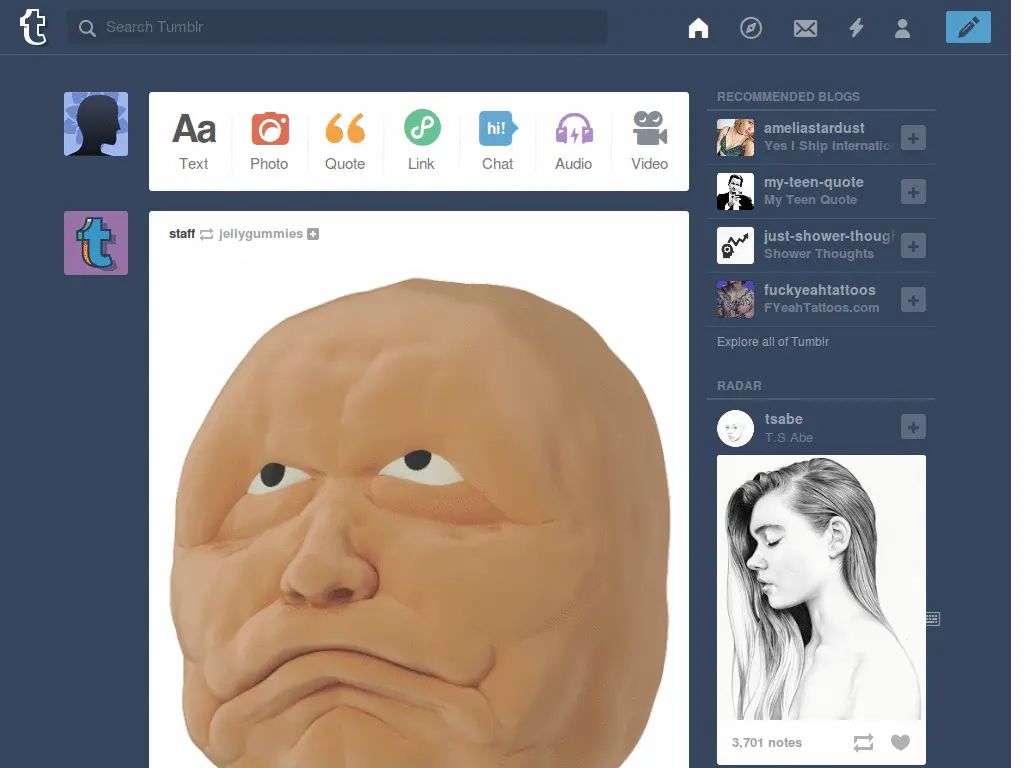 Search Tumblr
Aa
Text
Photo
Quote
Link
hi!
Chat
Audio
Video
staff jellygummies
RECOMMENDED BLOGS
ameliastardust
Yes I Ship Internatio
my-teen-quote
My Teen Quote
just-shower-thoug
Shower Thoughts
fuckyeahtattoos
FYeahTattoos.com
Explore all of Tumblr
RADAR
tsabe
T.S Abe
3,701 notes